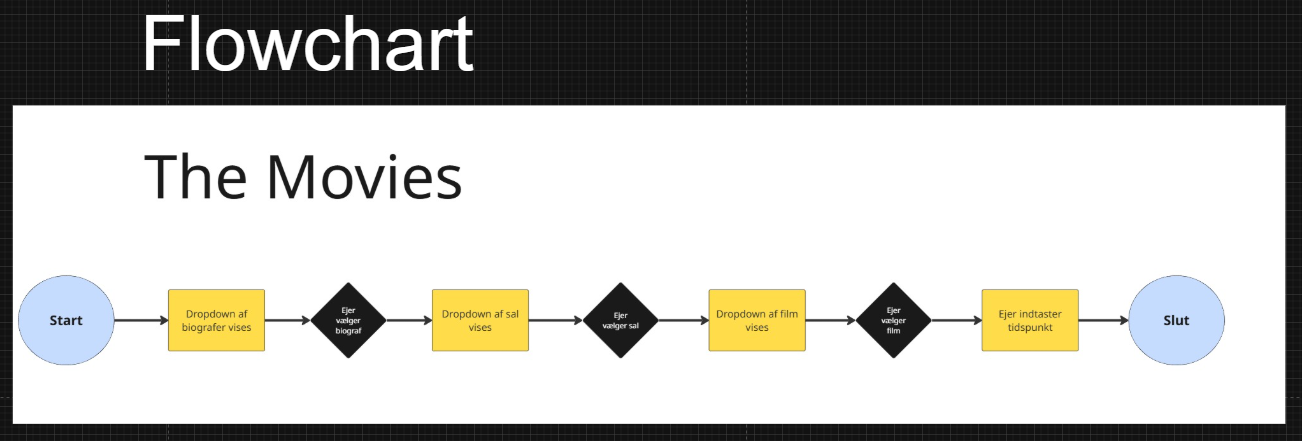 Flowchart
The Movies
Start
Dropdown af
biografer vises
Ejer
vælger
biograf
Dropdown af sal
vises
Ejer
vælger sal
Dropdown af film
vises
Ejer
vælger
film
Ejer indtaster
tidspunkt
Slut